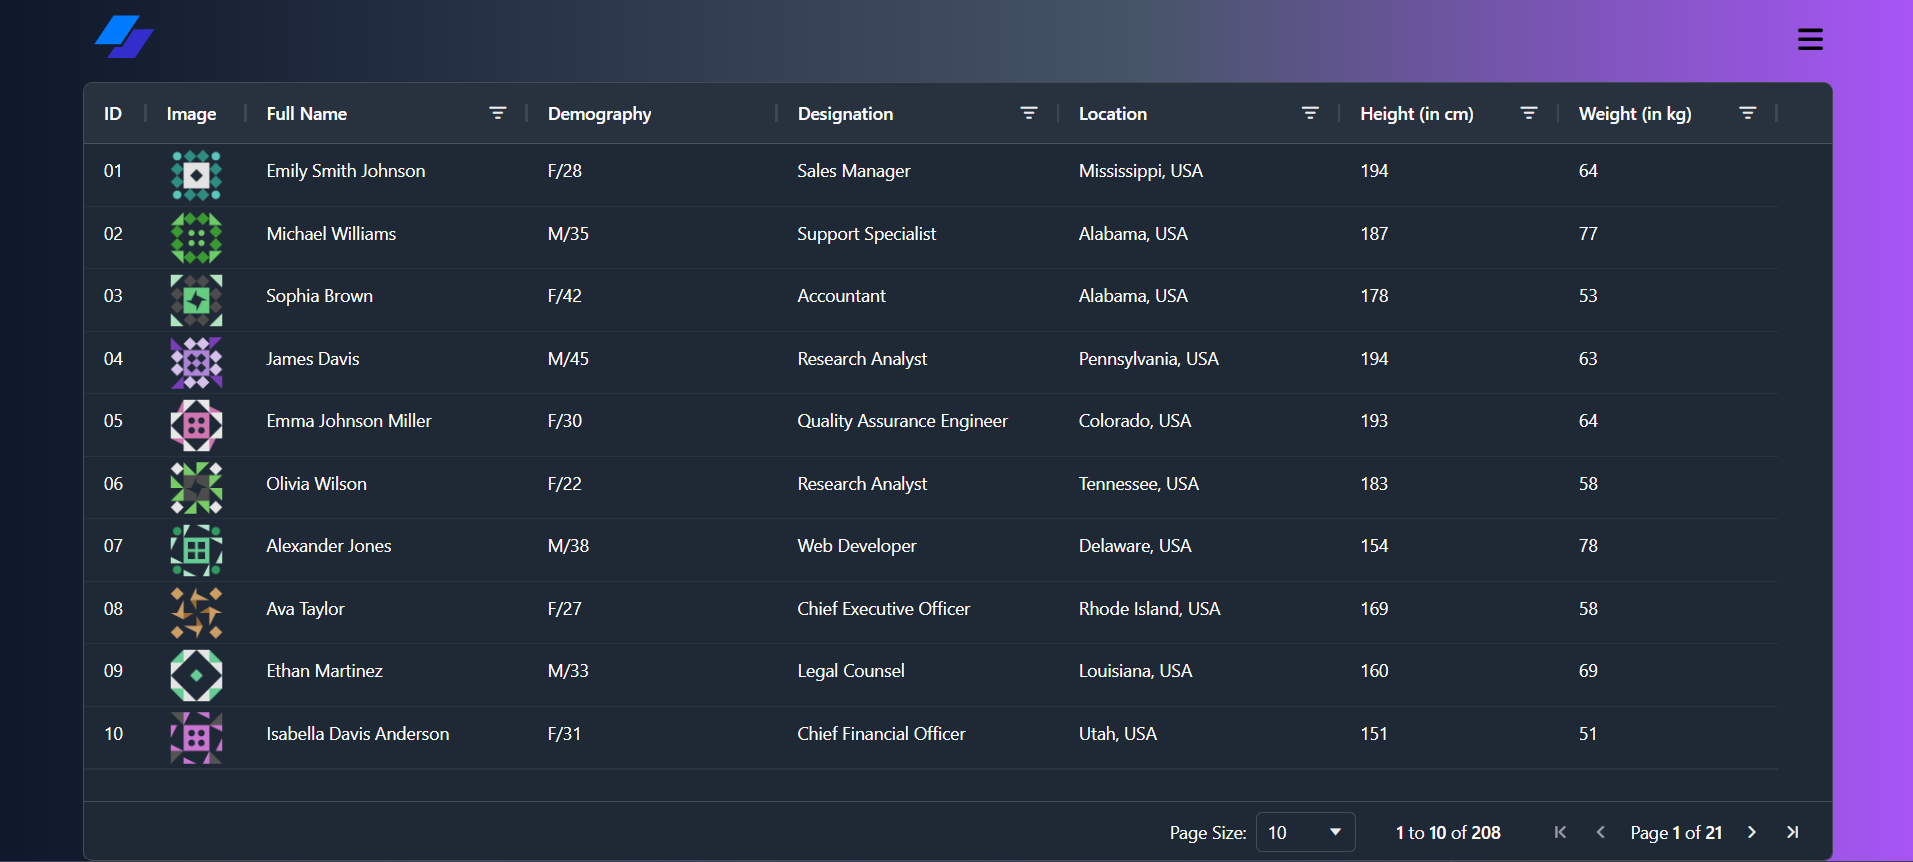 ID Image Full Name Demography Designation Location Height (in cm) Weight (in kg)
01 Emily Smith Johnson F/28 Sales Manager Mississippi, USA 194 64
02 Michael Williams M/35 Support Specialist Alabama, USA 187 77
03 Sophia Brown F/42 Accountant Alabama, USA 178 53
04 James Davis M/45 Research Analyst Pennsylvania, USA 194 63
05 Emma Johnson Miller F/30 Quality Assurance Engineer Colorado, USA 193 64
06 Olivia Wilson F/22 Research Analyst Tennessee, USA 183 58
07 Alexander Jones M/38 Web Developer Delaware, USA 154 78
08 Ava Taylor F/27 Chief Executive Officer Rhode Island, USA 169 58
09 Ethan Martinez M/33 Legal Counsel Louisiana, USA 160 69
10 Isabella Davis Anderson F/31 Chief Financial Officer Utah, USA 151 51
Page Size: 10 1 to 10 of 208 Page 1 of 21